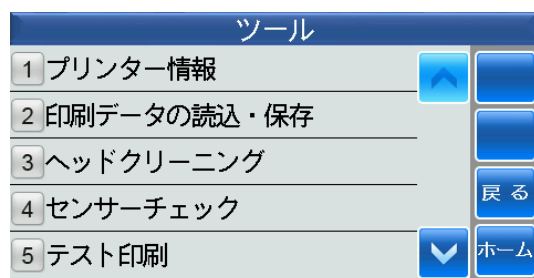 ツール
1 プリンター情報
2 印刷データの読込・保存
3 ヘッドクリーニング
4 センサーチェック
5 テスト印刷
戻る
ホーム